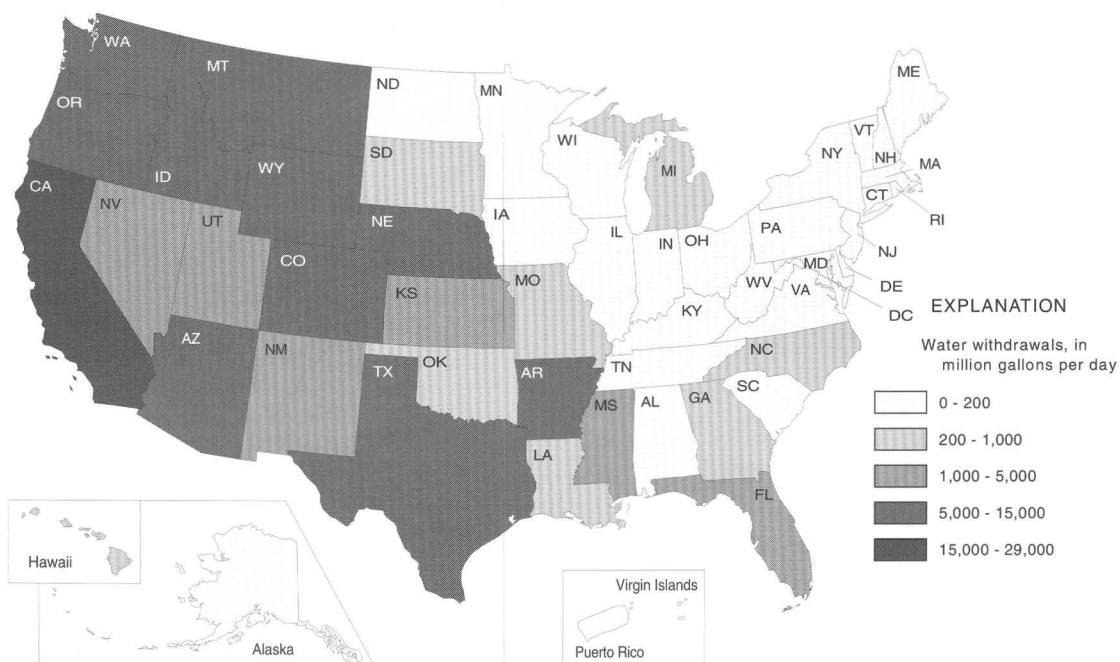 WA
MT
ND
MN
ME
OR
ID
WY
SD
WI
MI
VT
NH
NY
MA
CT
RI
CA
NV
UT
CO
NE
IA
IL
IN
OH
PA
NJ
MD
DE
DC
WV
VA
KS
MO
KY
AZ
NM
TX
OK
AR
TN
NC
SC
MS
AL
GA
LA
FL
EXPLANATION
Water withdrawals, in
million gallons per day
0 - 200
200 - 1,000
1,000 - 5,000
5,000 - 15,000
15,000 - 29,000
Hawaii
Alaska
Virgin Islands
Puerto Rico